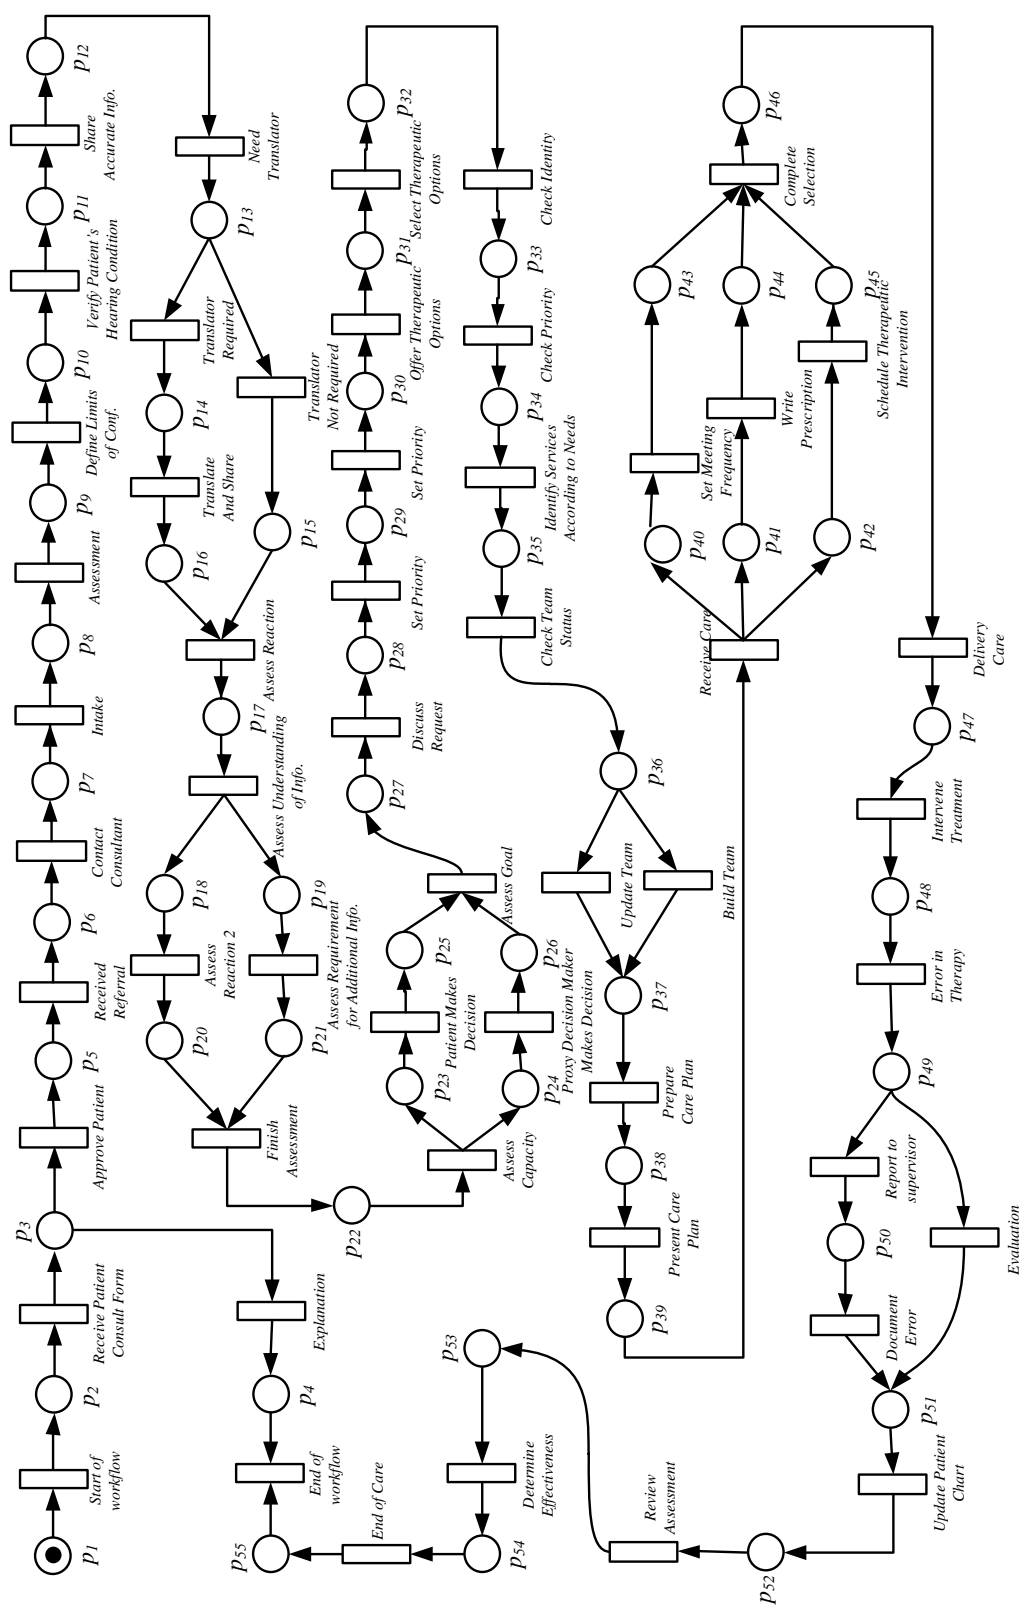 p1
Start of
workflow
p2
Receive Patient
Consult Form
p3
Approve Patient
p5
Received
Referral
p6
Contact
Consultant
p7
Intake
p8
Assessment
p9
Define Limits
of Conf.
p10
Verify Patient's
Hearing Condition
p11
Share
Accurate Info.
p12
Need
Translator
p13
Translator
Required
p14
Translate
And Share
p16
Translator
Not Required
p15
Assess Reaction
p17
Assess Understanding
of Info.
p18
Assess
Reaction 2
p20
p19
Assess Requirement
for Additional Info.
p21
Finish
Assessment
p22
Explanation
p4
End of
workflow
p55
Assess
Capacity
p23
Patient Makes
Decision
p25
p24
Proxy Decision Maker
Makes Decision
p26
Assess Goal
p27
Discuss
Request
p28
Set Priority
p29
Set Priority
p30
Offer Therapeutic
Options
p31
Select Therapeutic
Options
p32
Check Identity
p33
Check Priority
p34
Identify Services
According to Needs
p35
Check Team
Status
p36
Update Team
Build Team
p37
Prepare
Care Plan
p38
Present Care
Plan
p39
Receive Care
p40
Set Meeting
Frequency
p43
p41
Write
Prescription
p44
p42
Schedule Therapeutic
Intervention
p45
Complete
Selection
p46
Delivery
Care
p47
Intervene
Treatment
p48
Error in
Therapy
p49
Report to
supervisor
p50
Document
Error
Evaluation
p51
Update Patient
Chart
p52
Review
Assessment
p53
Determine
Effectiveness
p54
End of Care